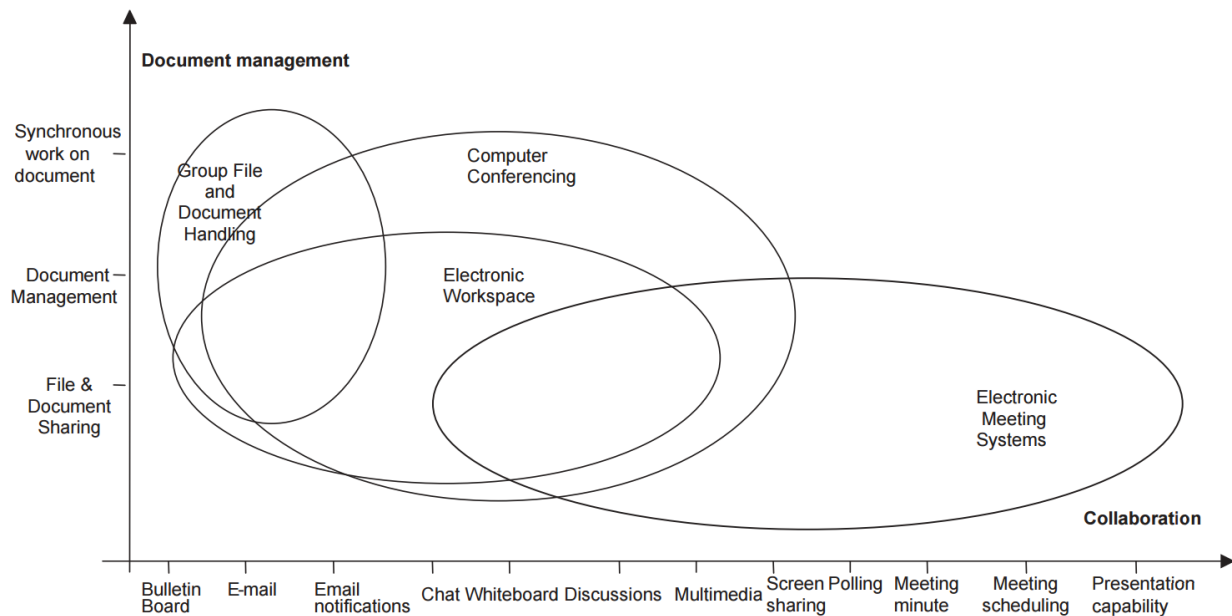 Document management
Synchronous
work on
document
Document
Management
File &
Document
Sharing
Group File
and
Document
Handling
Computer
Conferencing
Electronic
Workspace
Electronic
Meeting
Systems
Collaboration
Bulletin
Board
E-mail
Email
notifications
Chat
Whiteboard
Discussions
Multimedia
Screen
sharing
Polling
Meeting
minute
Meeting
scheduling
Presentation
capability